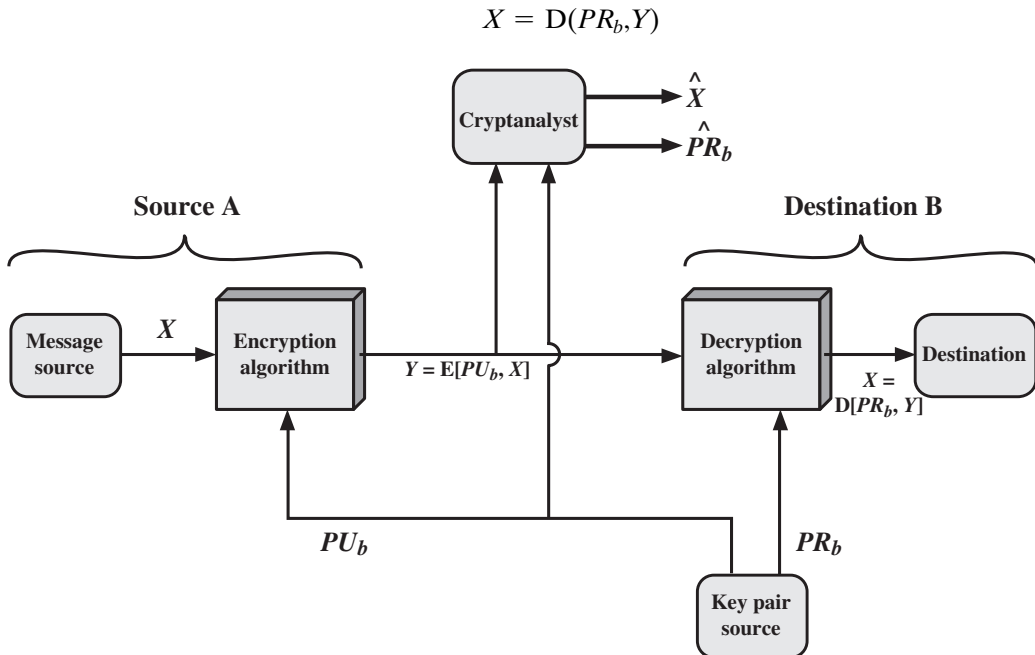 X = D(PR_b,Y)
Cryptanalyst
X̂
P̂R_b
Source A
Destination B
Message
source
X
Encryption
algorithm
Y = E[PU_b, X]
Decryption
algorithm
X =
D[PR_b, Y]
Destination
PU_b
PR_b
Key pair
source